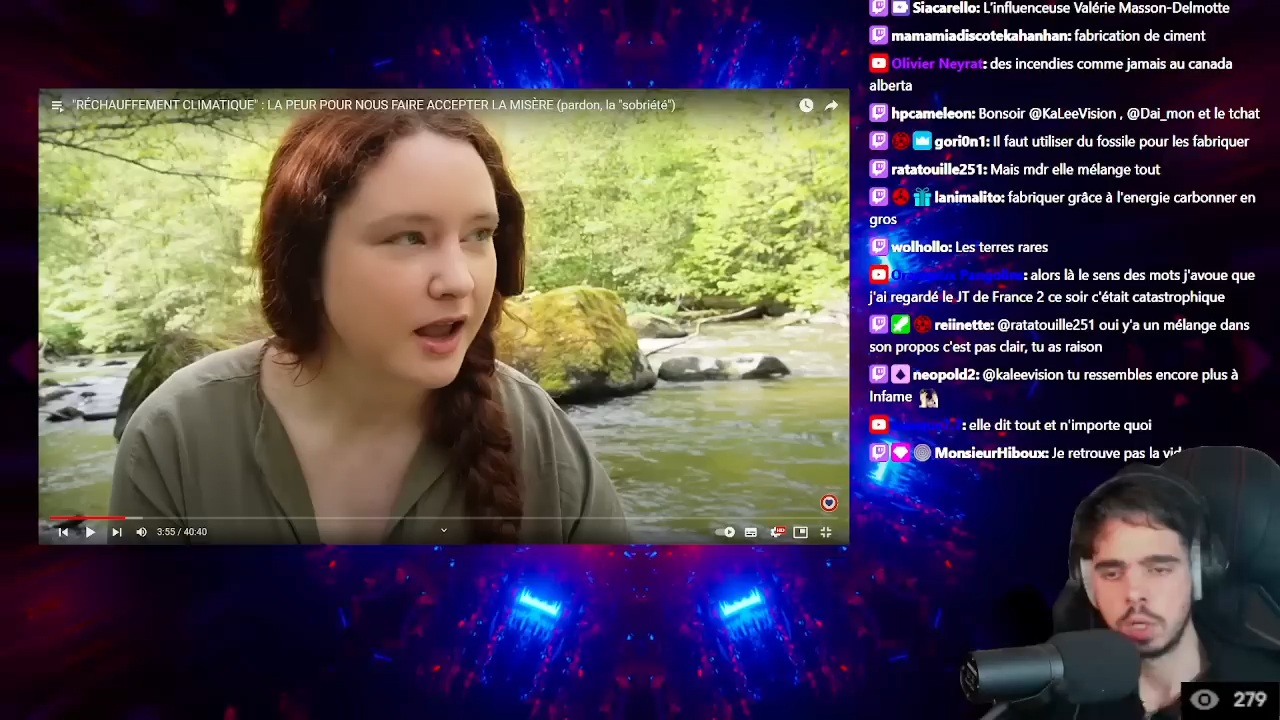 "RÉCHAUFFEMENT CLIMATIQUE" : LA PEUR POUR NOUS FAIRE ACCEPTER LA MISÈRE (pardon, la "sobriété")
HD
3:55 / 40:40
Siacarello: L'influenceuse Valérie Masson-Delmotte
mamamiadiscotekahanhan: fabrication de ciment
Olivier Neyrat: des incendies comme jamais au canada
alberta
hpcameleon: Bonsoir @KaLeeVision , @Dai_mon et le tchat
gori0n1: Il faut utiliser du fossile pour les fabriquer
ratatouille251: Mais mdr elle mélange tout
lanimalito: fabriquer grâce à l'energie carbonner en
gros
wolhollo: Les terres rares
: alors là le sens des mots j'avoue que
j'ai regardé le JT de France 2 ce soir c'était catastrophique
reiinette: @ratatouille251 oui y'a un mélange dans
son propos c'est pas clair, tu as raison
neopold2: @kaleevision tu ressembles encore plus à
Infame
: elle dit tout et n'importe quoi
MonsieurHiboux: Je retrouve pas la vid
279